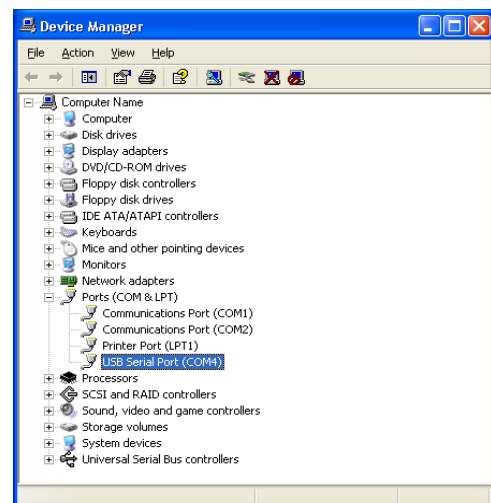 Device Manager
File Action View Help
Computer Name
Computer
Disk drives
Display adapters
DVD/CD-ROM drives
Floppy disk controllers
Floppy disk drives
IDE ATA/ATAPI controllers
Keyboards
Mice and other pointing devices
Monitors
Network adapters
Ports (COM & LPT)
Communications Port (COM1)
Communications Port (COM2)
Printer Port (LPT1)
USB Serial Port (COM4)
Processors
SCSI and RAID controllers
Sound, video and game controllers
Storage volumes
System devices
Universal Serial Bus controllers